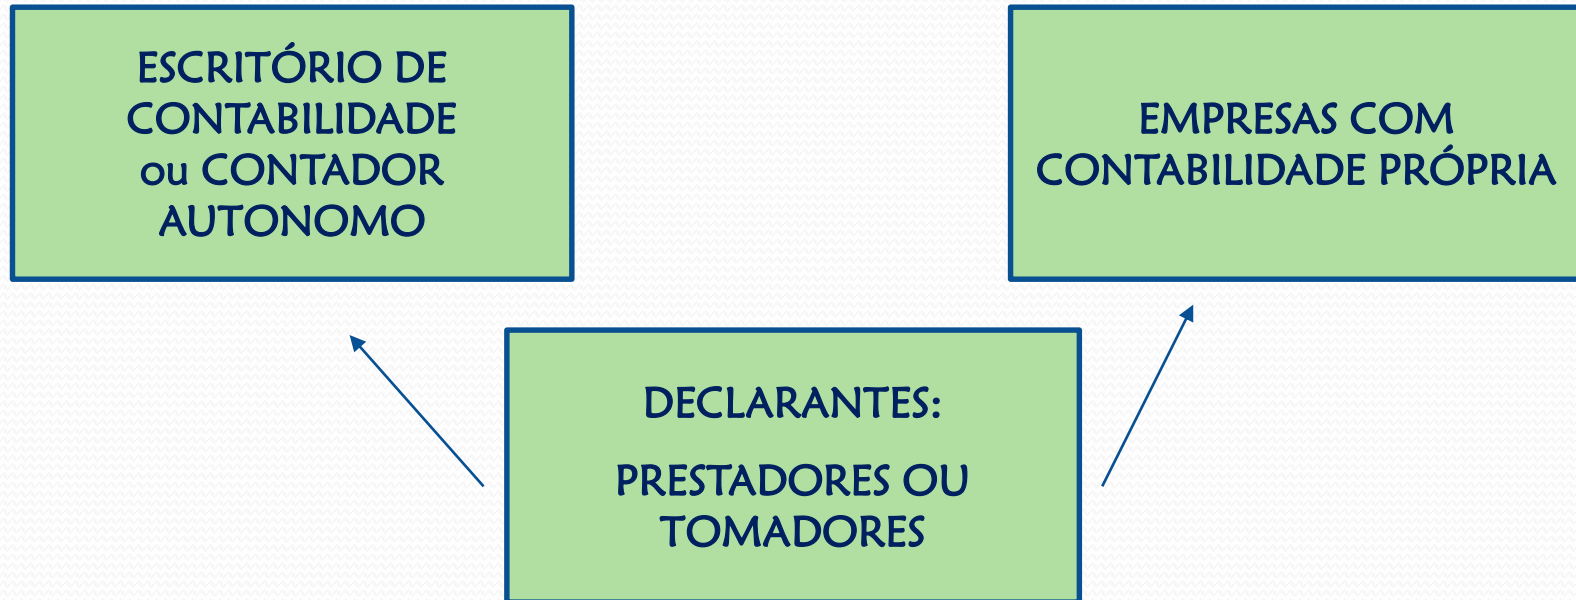 ESCRITÓRIO DE
CONTABILIDADE
ou CONTADOR
AUTONOMO
EMPRESAS COM
CONTABILIDADE PRÓPRIA
DECLARANTES:
PRESTADORES OU
TOMADORES